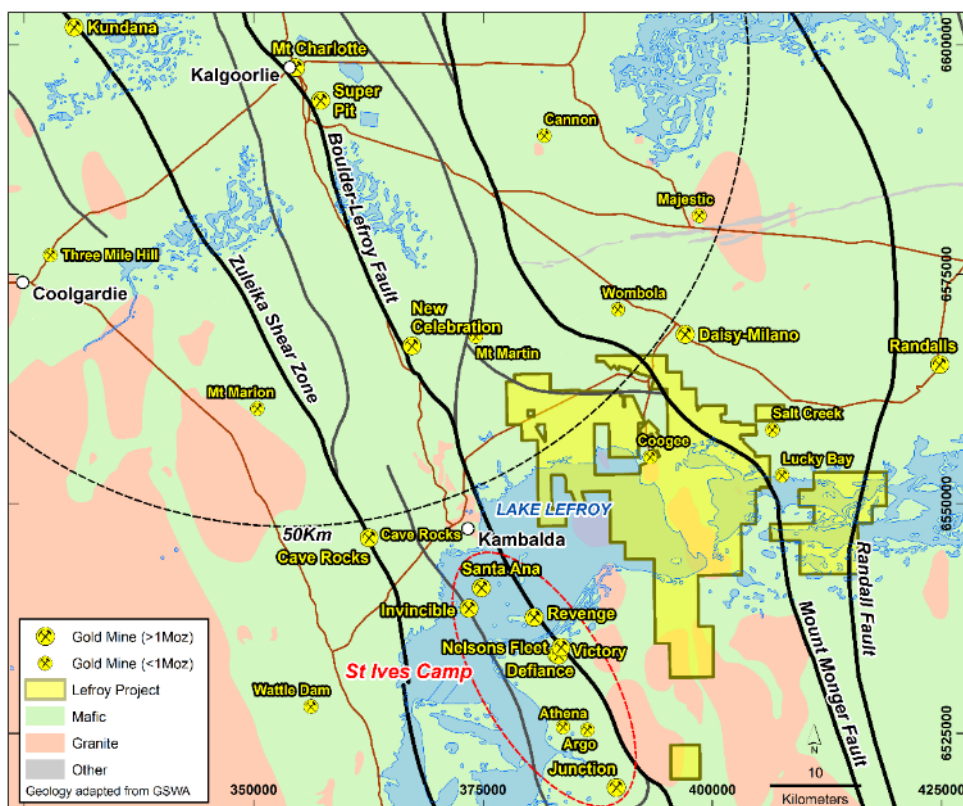 Kundana
Mt Charlotte
Kalgoorlie
Super
Pit
Cannon
6600000
Boulder-Lefroy Fault
Majestic
Three Mile Hill
Zuleika Shear Zone
Coolgardie
6575000
Wombola
New
Celebration
Mt Martin
Daisy-Milano
Randalls
Mt Marion
Salt Creek
Coogee
Lucky Bay
LAKE LEFROY
6550000
50Km
Cave Rocks
Cave Rocks
Kambalda
Randall Fault
Santa Ana
Invincible
Revenge
Mount Monger Fault
Nelsons Fleet
Victory
Defiance
St Ives Camp
Wattle Dam
Athena
Argo
Junction
6525000
N
10
Kilometers
350000
375000
400000
425000
Gold Mine (>1Moz)
Gold Mine (<1Moz)
Lefroy Project
Mafic
Granite
Other
Geology adapted from GSWA